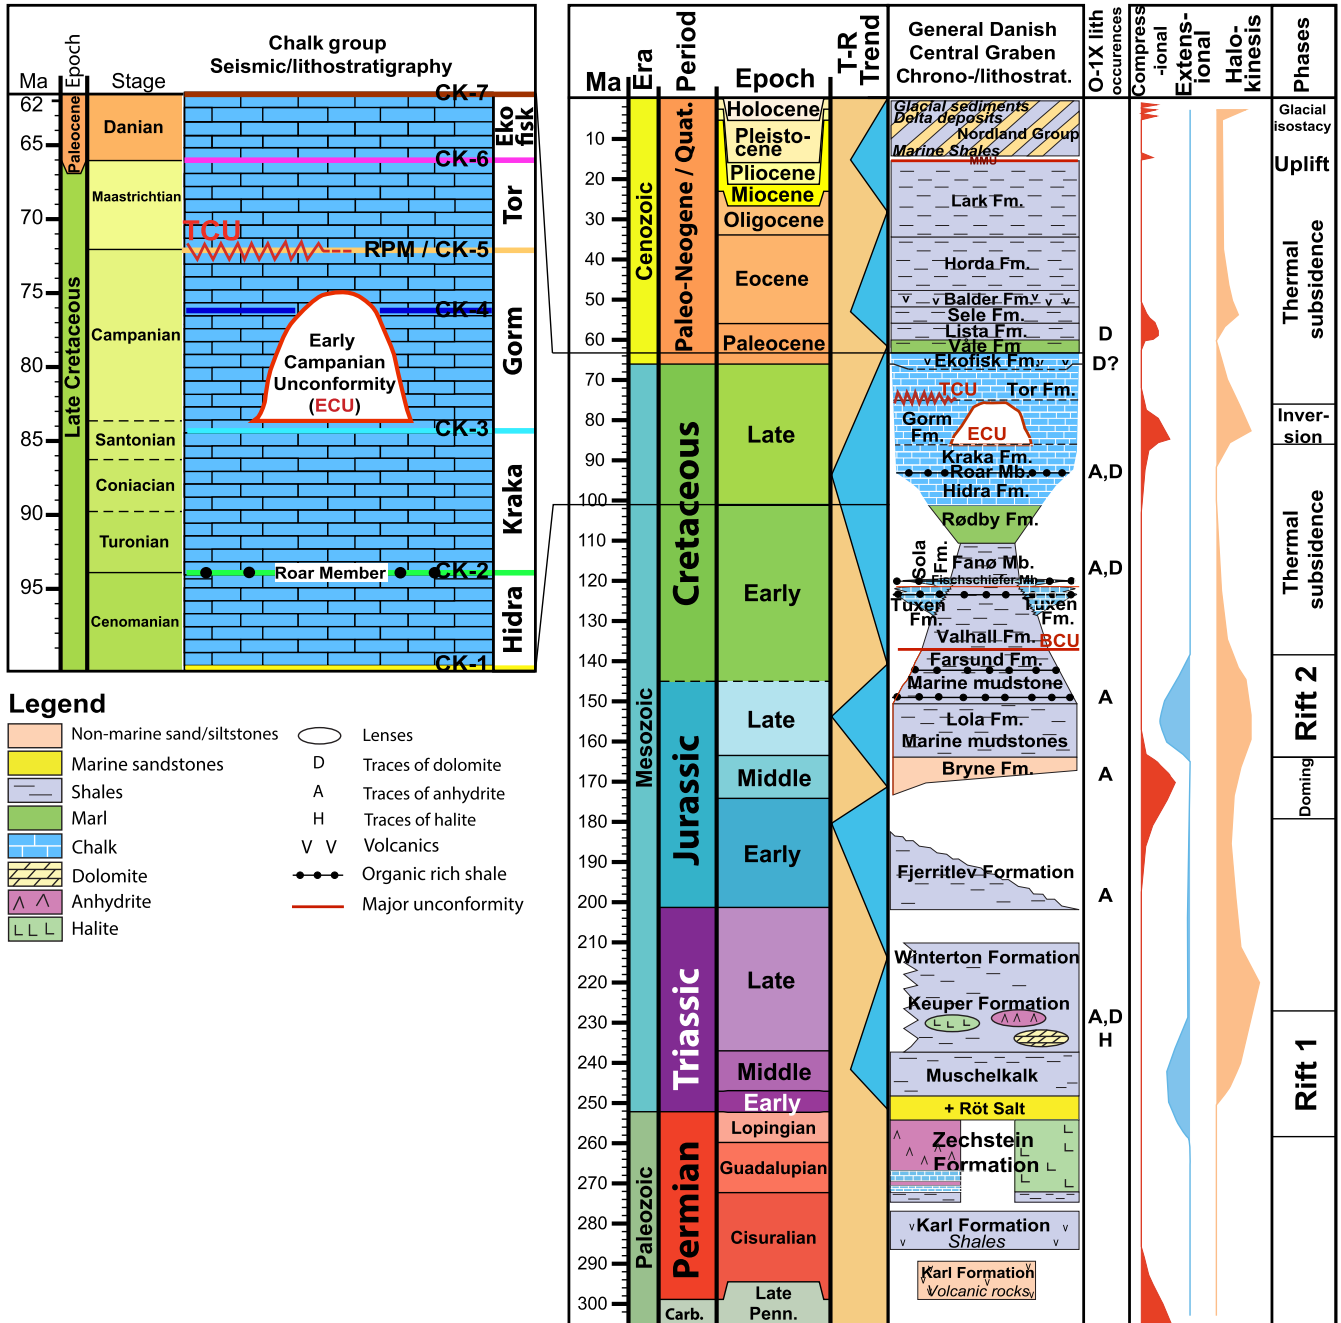 Chalk group
Seismic/lithostratigraphy
Ma
Epoch
Stage
62
65
70
75
80
85
90
95
Paleocene
Late Cretaceous
Danian
Maastrichtian
Campanian
Santonian
Coniacian
Turonian
Cenomanian
CK-7
CK-6
TCU
RPM / CK-5
CK-4
Early
Campanian
Unconformity
(ECU)
CK-3
Roar Member
CK-2
CK-1
Eko
fisk
Tor
Gorm
Kraka
Hidra
Legend
Non-marine sand/siltstones
Marine sandstones
Shales
Marl
Chalk
Dolomite
Anhydrite
Halite
Lenses
D Traces of dolomite
A Traces of anhydrite
H Traces of halite
V V Volcanics
Organic rich shale
Major unconformity
Ma
Era
Period
Epoch
T-R
Trend
General Danish
Central Graben
Chrono-/lithostrat.
O-1X lith
occurences
Compress
-ional
Extens-
ional
Halo-
kinesis
Phases
10
20
30
40
50
60
70
80
90
100
110
120
130
140
150
160
170
180
190
200
210
220
230
240
250
260
270
280
290
300
Cenozoic
Mesozoic
Paleozoic
Paleo-Neogene / Quat.
Cretaceous
Jurassic
Triassic
Permian
Carb.
Holocene
Pleisto-
cene
Pliocene
Miocene
Oligocene
Eocene
Paleocene
Late
Early
Late
Middle
Early
Late
Middle
Early
Lopingian
Guadalupian
Cisuralian
Late
Penn.
Glacial sediments
Delta deposits
Nordland Group
Marine Shales
MMU
Lark Fm.
Horda Fm.
Balder Fm.
Sele Fm.
Lista Fm.
Våle Fm
Ekofisk Fm.
TCU
Tor Fm.
Gorm
Fm.
ECU
Kraka Fm.
Roar Mb.
Hidra Fm.
Rødby Fm.
Sola
Fm.
Fanø Mb.
Fischschiefer Mb.
Tuxen
Fm.
Tuxen
Fm.
Valhall Fm.
BCU
Farsund Fm.
Marine mudstone
Lola Fm.
Marine mudstones
Bryne Fm.
Fjerritlev Formation
Winterton Formation
Keuper Formation
Muschelkalk
+ Röt Salt
Zechstein
Formation
Karl Formation
Shales
Karl Formation
Volcanic rocks
D
D?
A,D
A,D
A
A
A
A,D
H
Glacial
isostacy
Uplift
Thermal
subsidence
Inver-
sion
Thermal
subsidence
Rift 2
Doming
Rift 1